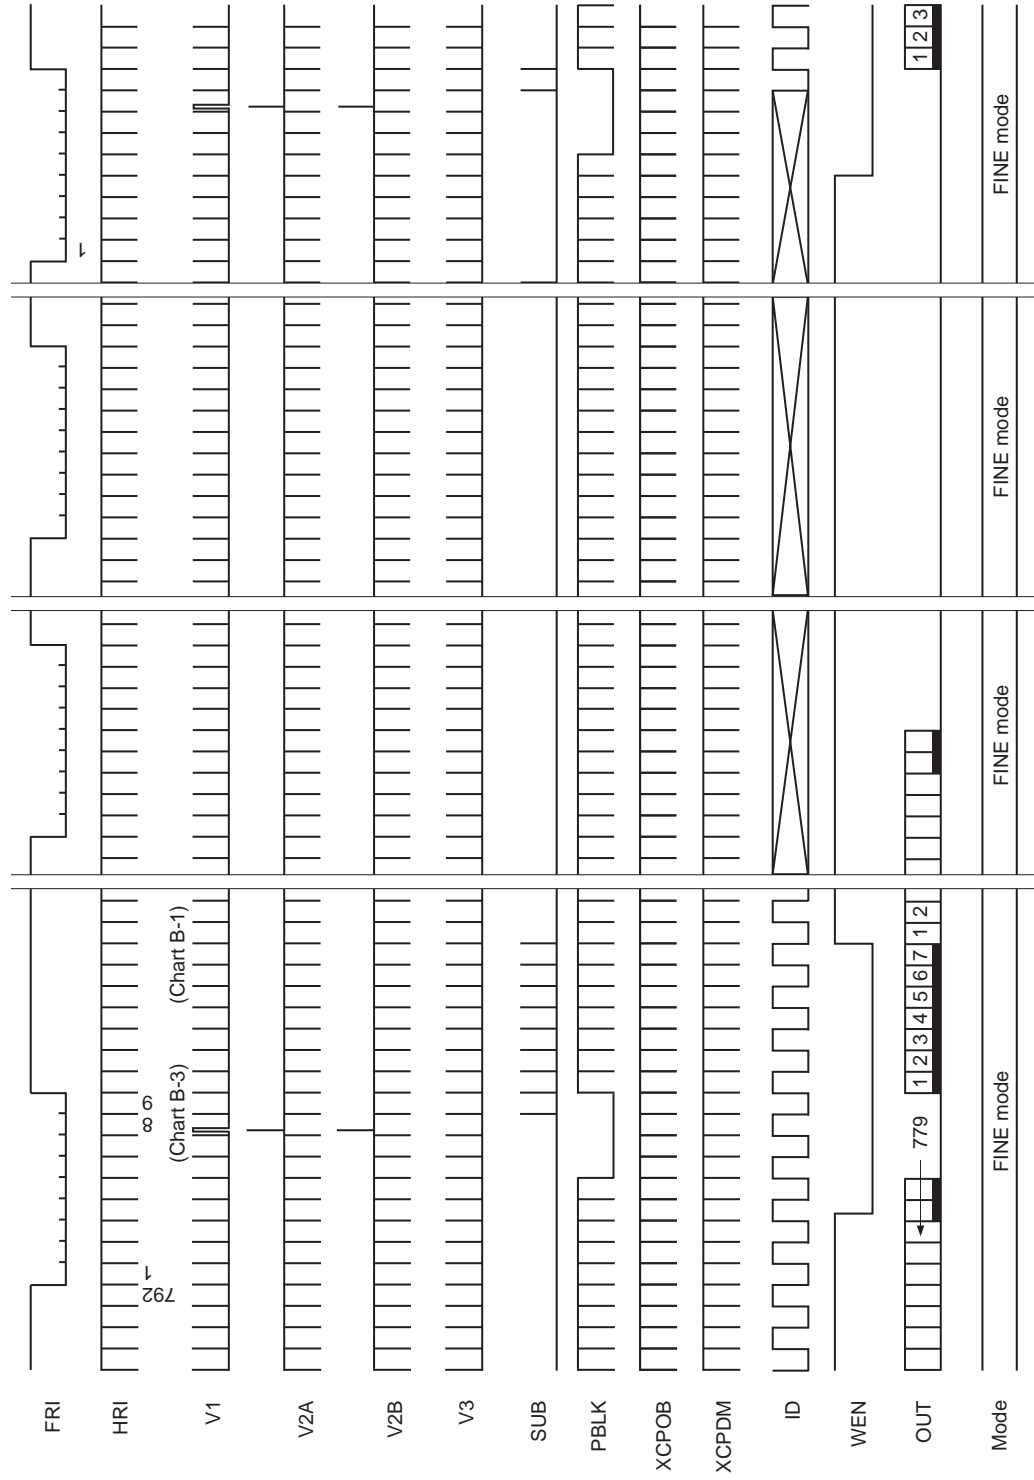 FRI
HRI
792
1
8
9
1
V1
(Chart B-3)
(Chart B-1)
V2A
V2B
V3
SUB
PBLK
XCPOB
XCPDM
ID
WEN
OUT
779
1 2 3 4 5 6 7 1 2
1 2 3
Mode
FINE mode
FINE mode
FINE mode
FINE mode